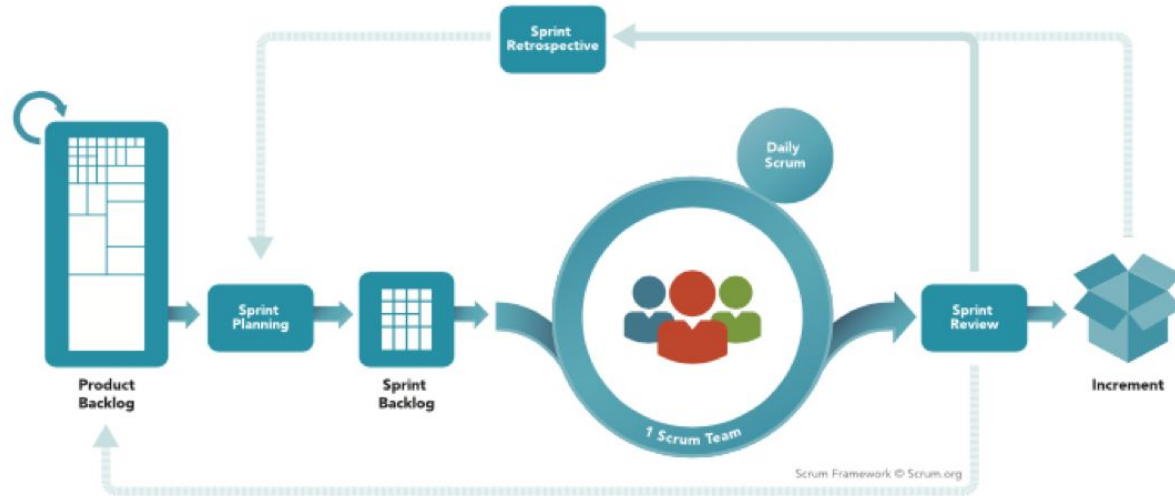 Sprint
Retrospective
Daily
Scrum
Sprint
Planning
Sprint
Review
Product
Backlog
Sprint
Backlog
1 Scrum Team
Increment
Scrum Framework © Scrum.org